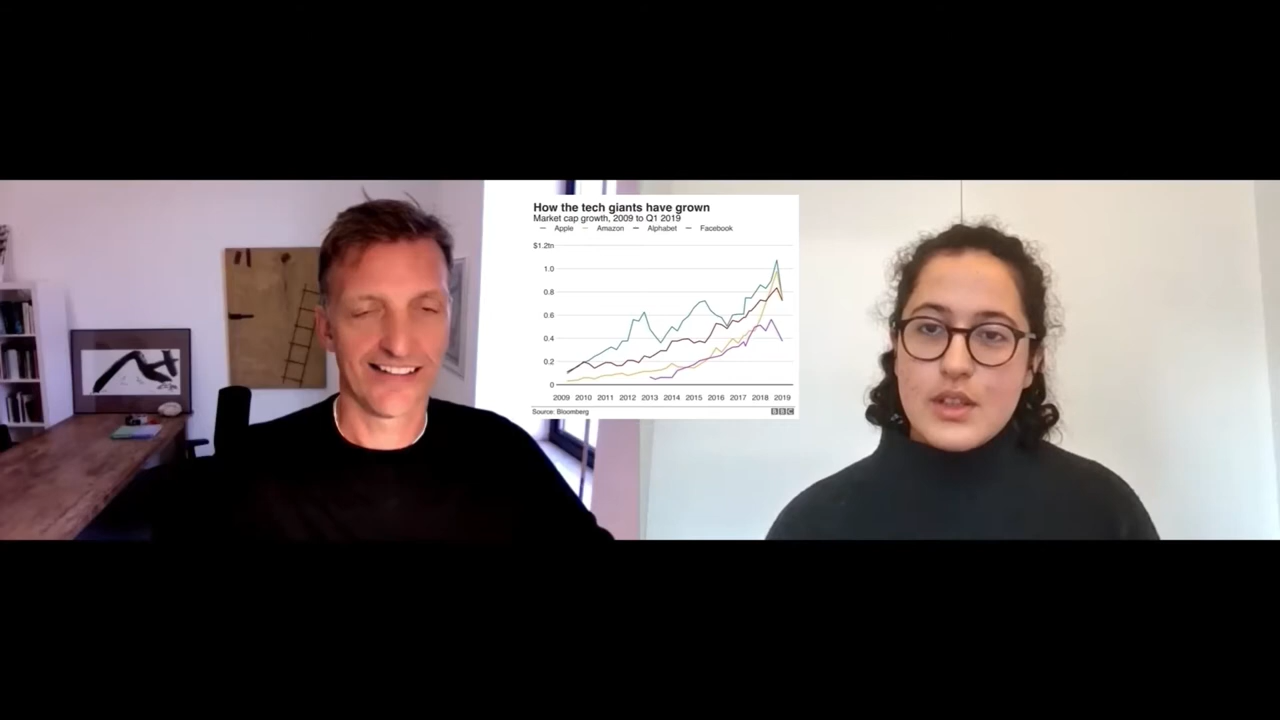 How the tech giants have grown
Market cap growth, 2009 to Q1 2019
Apple Amazon Alphabet Facebook
$1.2tn
1.0
0.8
0.6
0.4
0.2
0
2009 2010 2011 2012 2013 2014 2015 2016 2017 2018 2019
Source: Bloomberg BBC